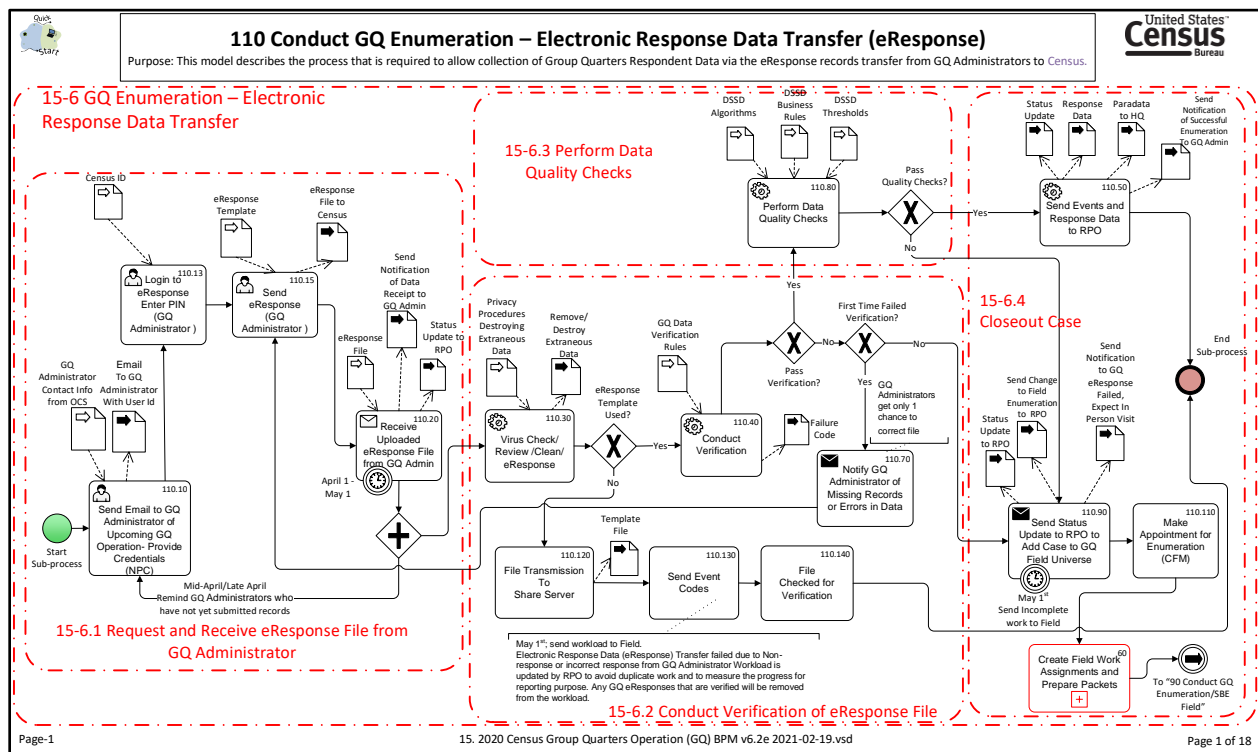 Quick
Start
110 Conduct GQ Enumeration – Electronic Response Data Transfer (eResponse)
Purpose: This model describes the process that is required to allow collection of Group Quarters Respondent Data via the eResponse records transfer from GQ Administrators to Census.
United States™
Census
Bureau
15-6 GQ Enumeration – Electronic
Response Data Transfer
Census ID
eResponse
Template
eResponse
File to
Census
110.13
Login to
eResponse
Enter PIN
(GQ
Administrator )
110.15
Send
eResponse
(GQ
Administrator )
Send
Notification
of Data
Receipt to
GQ Admin
Status
Update to
RPO
eResponse
File
GQ
Administrator
Contact Info
from OCS
Email
To GQ
Administrator
With User Id
110.20
Receive
Uploaded
eResponse File
from GQ Admin
April 1 -
May 1
110.10
Send Email to GQ
Administrator of
Upcoming GQ
Operation- Provide
Credentials
(NPC)
Start
Sub-process
Mid-April/Late April
Remind GQ Administrators who
have not yet submitted records
15-6.1 Request and Receive eResponse File from
GQ Administrator
15-6.3 Perform Data
Quality Checks
DSSD
Algorithms
DSSD
Business
Rules
DSSD
Thresholds
110.80
Perform Data
Quality Checks
Pass
Quality Checks?
Yes
No
Privacy
Procedures
Destroying
Extraneous
Data
Remove/
Destroy
Extraneous
Data
110.30
Virus Check/
Review /Clean/
eResponse
eResponse
Template
Used?
Yes
No
GQ Data
Verification
Rules
110.40
Conduct
Verification
Failure
Code
Yes
Pass
Verification?
No
First Time Failed
Verification?
No
Yes
GQ
Administrators
get only 1
chance to
correct file
110.70
Notify GQ
Administrator of
Missing Records
or Errors in Data
Template
File
110.120
File Transmission
To
Share Server
110.130
Send Event
Codes
110.140
File
Checked for
Verification
May 1st; send workload to Field.
Electronic Response Data (eResponse) Transfer failed due to Non-
response or incorrect response from GQ Administrator Workload is
updated by RPO to avoid duplicate work and to measure the progress for
reporting purpose. Any GQ eResponses that are verified will be removed
from the workload.
15-6.2 Conduct Verification of eResponse File
Status
Update
Response
Data
Paradata
to HQ
Send
Notification
of Successful
Enumeration
To GQ Admin
110.50
Send Events and
Response Data
to RPO
15-6.4
Closeout Case
End
Sub-process
Status
Update
to RPO
Send Change
to Field
Enumeration
to RPO
Send
Notification
to GQ
eResponse
Failed,
Expect In
Person Visit
110.90
Send Status
Update to RPO to
Add Case to GQ
Field Universe
May 1st
Send Incomplete
work to Field
110.110
Make
Appointment for
Enumeration
(CFM)
60
Create Field Work
Assignments and
Prepare Packets
To “90 Conduct GQ
Enumeration/SBE
Field”
Page-1
15. 2020 Census Group Quarters Operation (GQ) BPM v6.2e 2021-02-19.vsd
Page 1 of 18